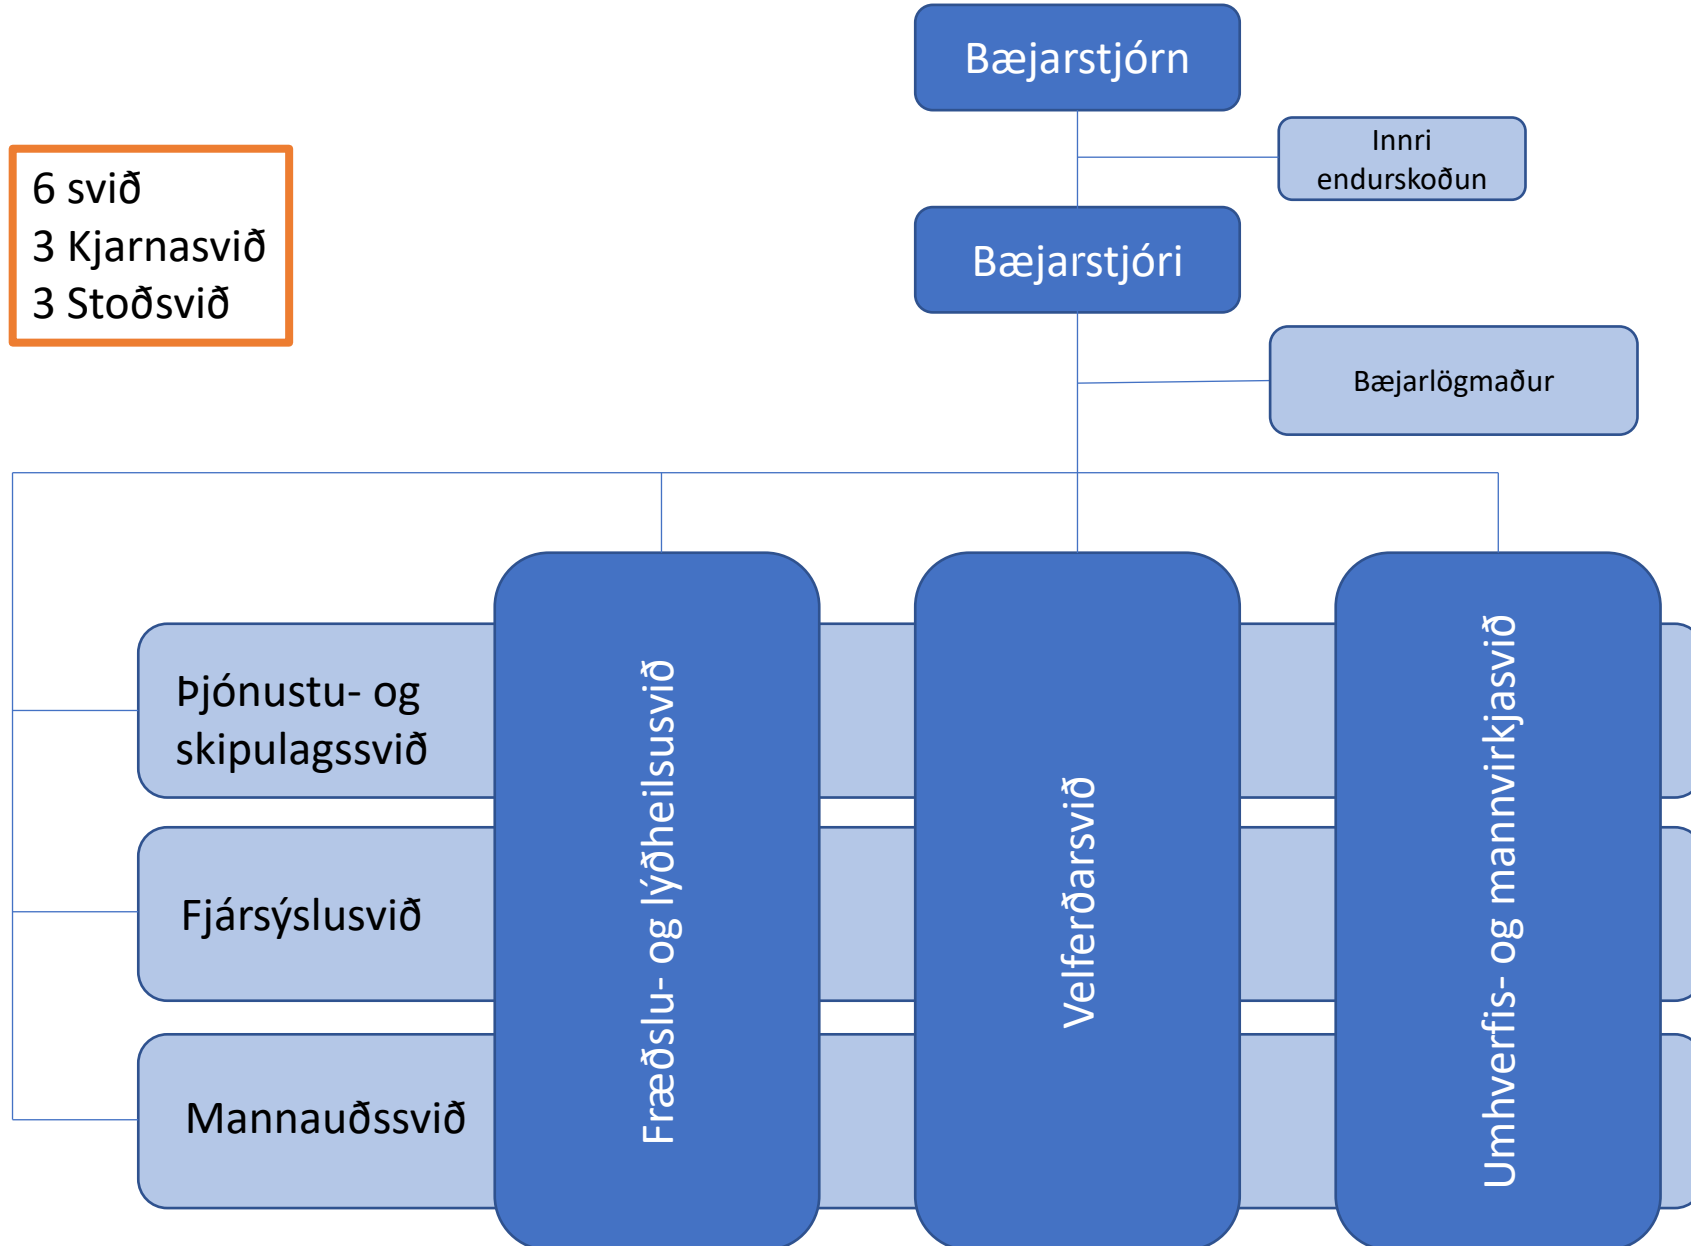 Bæjarstjórn
Innri
endurskoðun
6 svið
3 Kjarnasvið
3 Stoðsvið
Bæjarstjóri
Bæjarlögmaður
Þjónustu- og
skipulagssvið
Fjársýslusvið
Mannauðssvið
Fræðslu- og lýðheilsusvið
Velferðarsvið
Umhverfis- og mannvirkjasvið